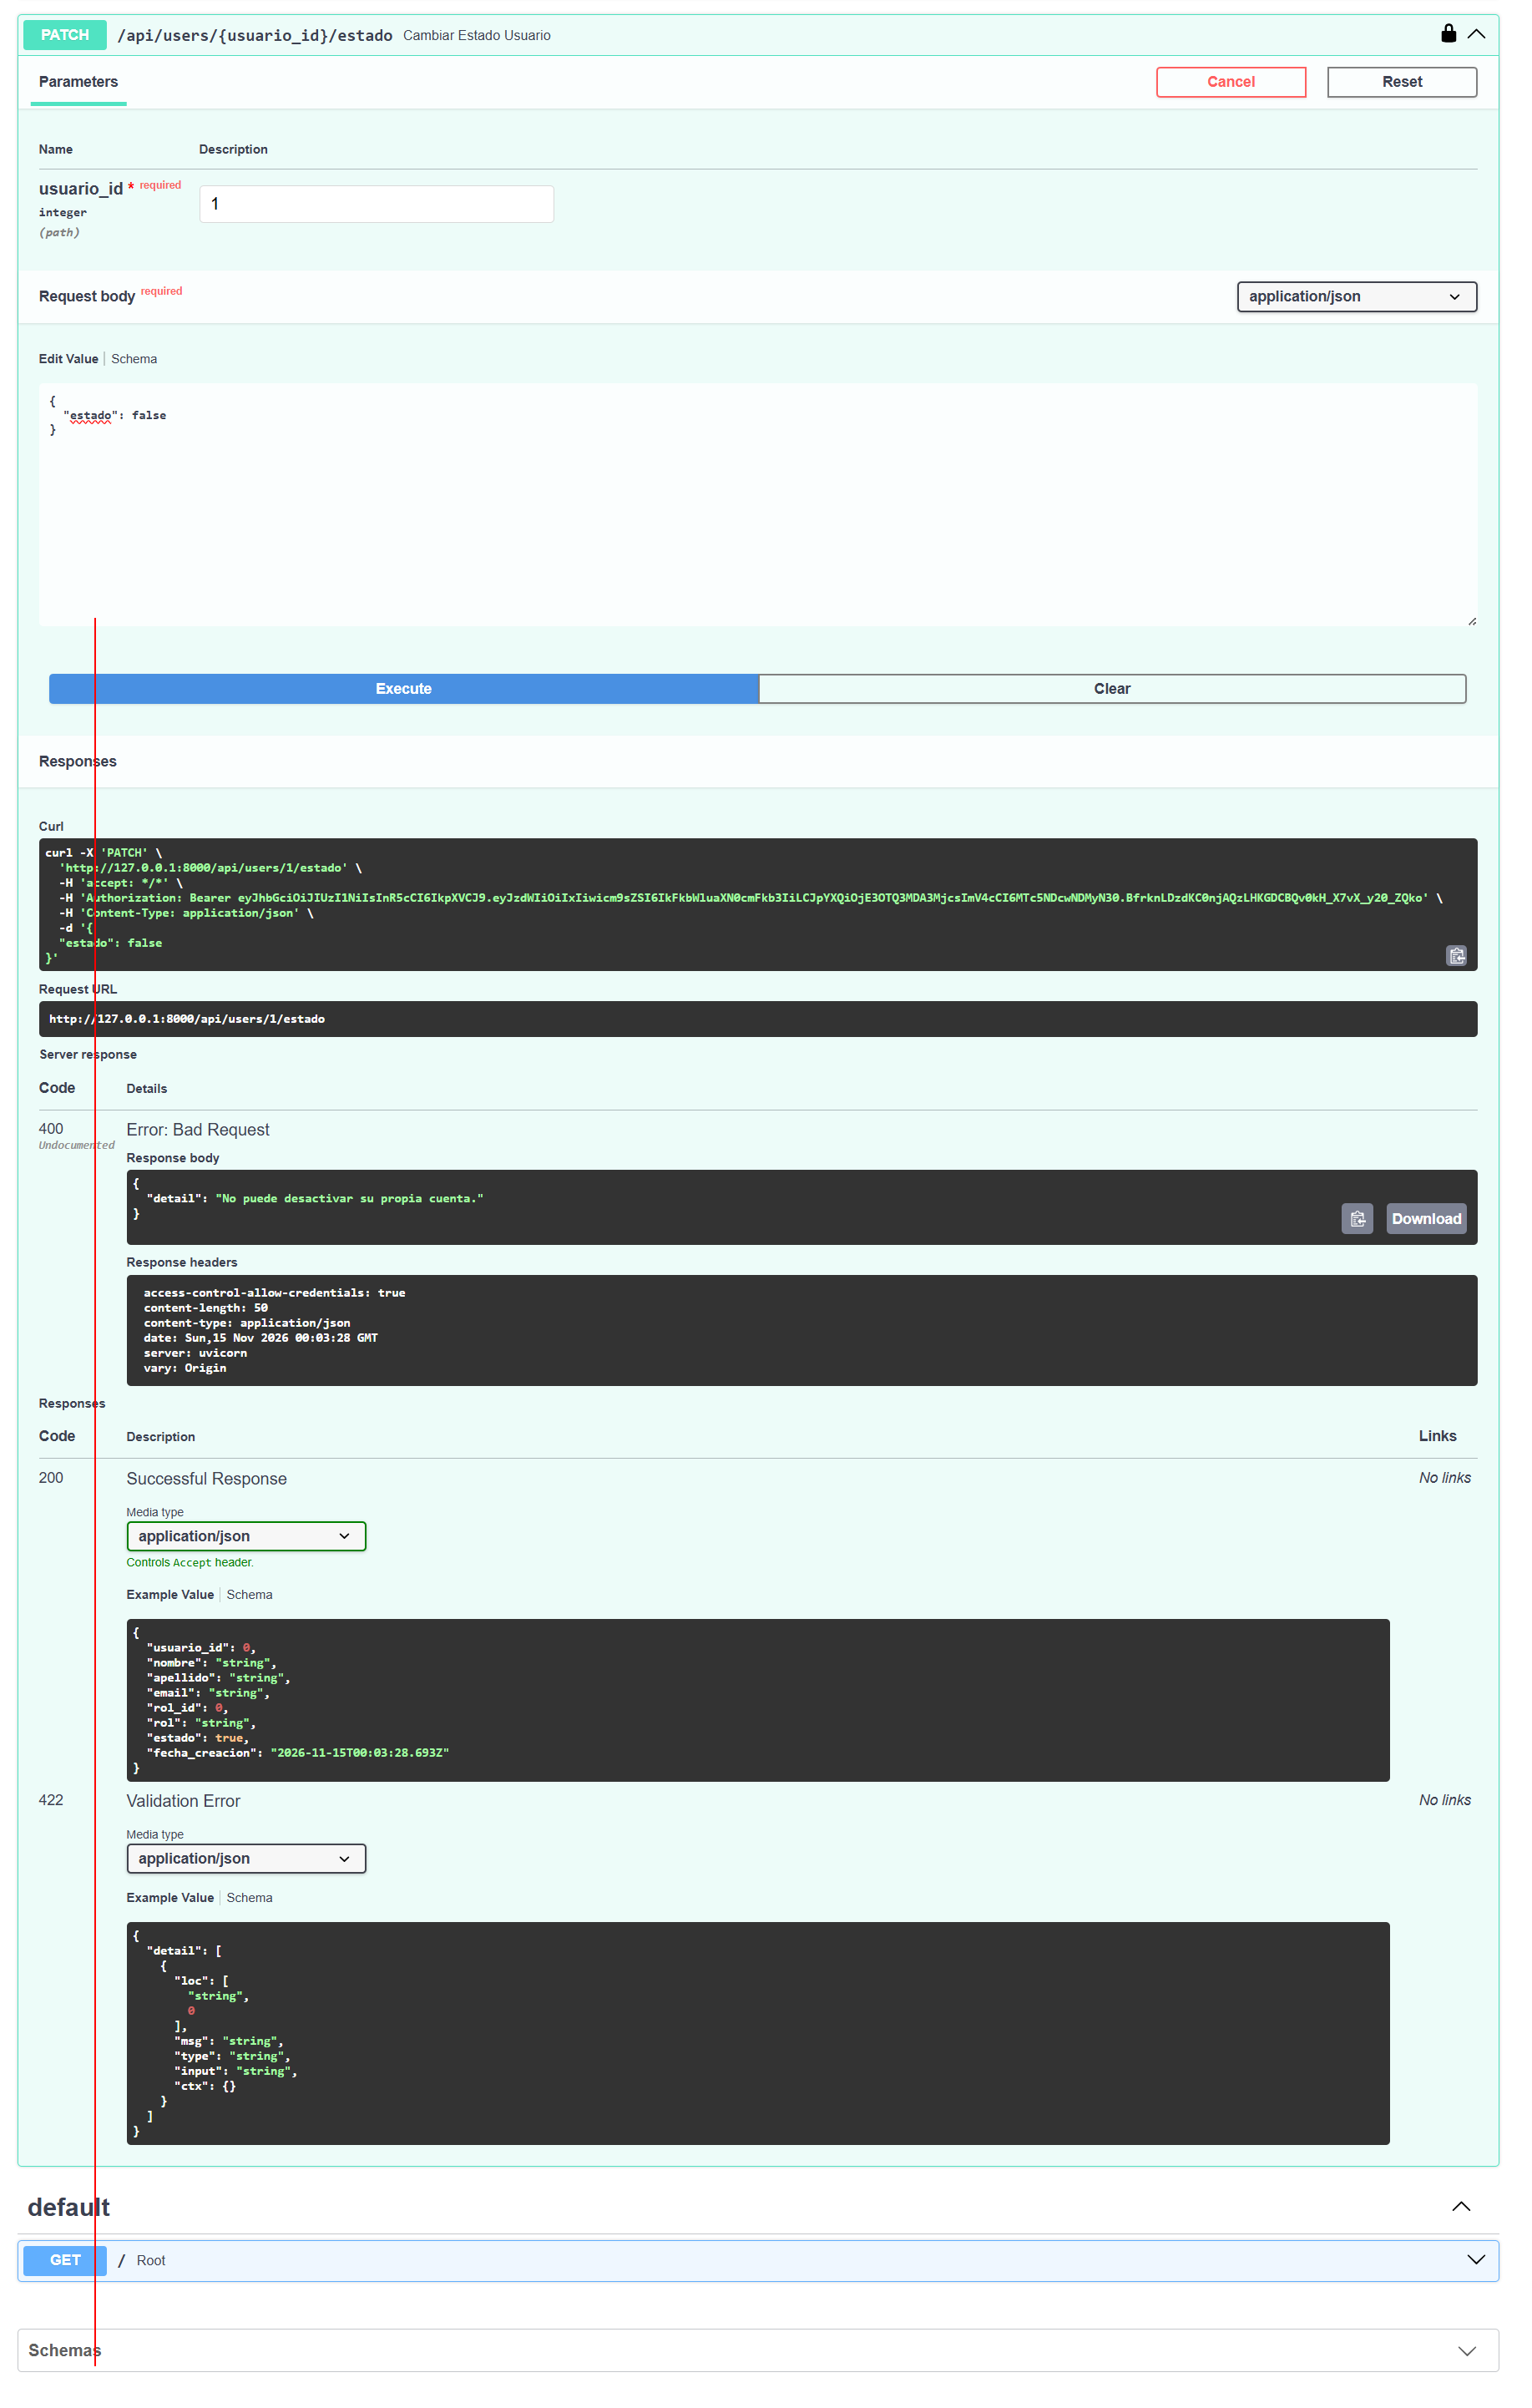 PATCH /api/users/{usuario_id}/estado Cambiar Estado Usuario
Parameters
Cancel
Reset
Name Description
usuario_id * required
integer
(path)
1
Request body required
application/json
Edit Value | Schema
{
  "estado": false
}
Execute
Clear
Responses
Curl
curl -X 'PATCH' \
  'http://127.0.0.1:8000/api/users/1/estado' \
  -H 'accept: */*' \
  -H 'Authorization: Bearer eyJhbGciOiJIUzI1NiIsInR5cCI6IkpXVCJ9.eyJzdWIiOiIxIiwicm9sZSI6IkFkbWluaXN0cmFkb3IiLCJpYXQiOjE3OTQ3MDA3MjcsImV4cCI6MTc5NDcwNDMyN30.BfrknLDzdKC0njAQzLHKGDCBQv0kH_X7vX_y20_ZQko' \
  -H 'Content-Type: application/json' \
  -d '{
  "estado": false
}'
Request URL
http://127.0.0.1:8000/api/users/1/estado
Server response
Code Details
400
Undocumented
Error: Bad Request
Response body
{
  "detail": "No puede desactivar su propia cuenta."
}
Download
Response headers
access-control-allow-credentials: true
content-length: 50
content-type: application/json
date: Sun,15 Nov 2026 00:03:28 GMT
server: uvicorn
vary: Origin
Responses
Code Description Links
200 Successful Response No links
Media type
application/json
Controls Accept header.
Example Value | Schema
{
  "usuario_id": 0,
  "nombre": "string",
  "apellido": "string",
  "email": "string",
  "rol_id": 0,
  "rol": "string",
  "estado": true,
  "fecha_creacion": "2026-11-15T00:03:28.693Z"
}
422 Validation Error No links
Media type
application/json
Example Value | Schema
{
  "detail": [
    {
      "loc": [
        "string",
        0
      ],
      "msg": "string",
      "type": "string",
      "input": "string",
      "ctx": {}
    }
  ]
}
default
GET / Root
Schemas